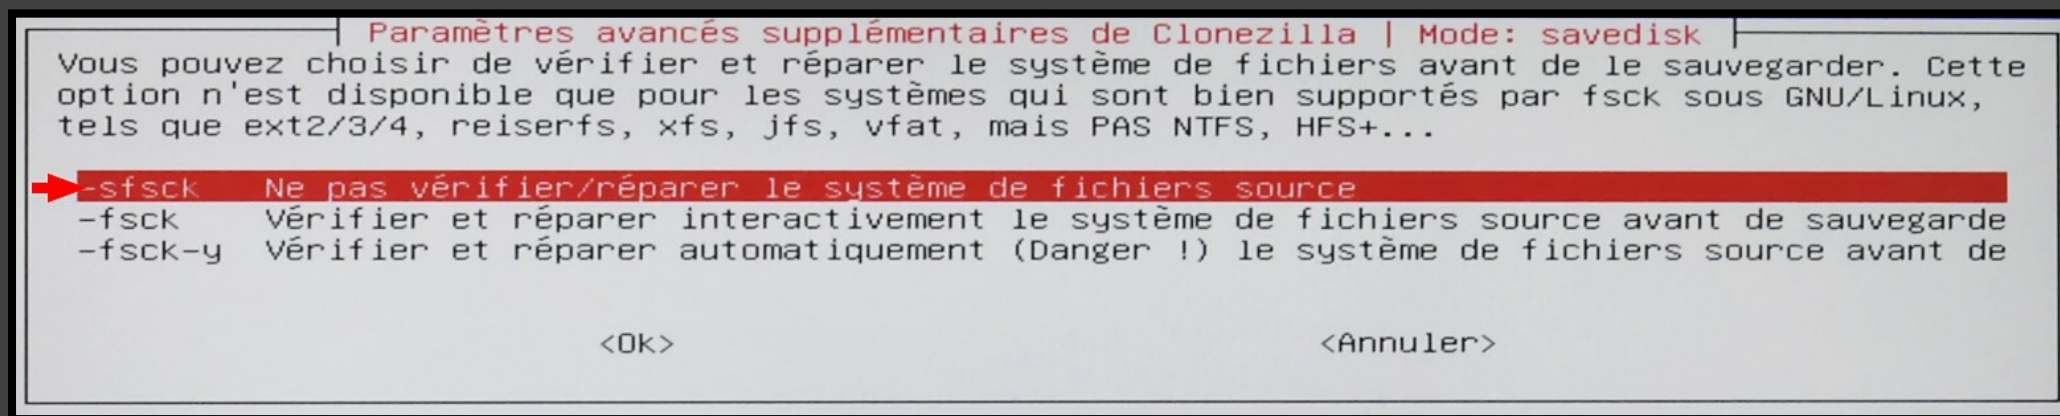 Paramètres avancés supplémentaires de Clonezilla | Mode: savedisk
Vous pouvez choisir de vérifier et réparer le système de fichiers avant de le sauvegarder. Cette
option n'est disponible que pour les systèmes qui sont bien supportés par fsck sous GNU/Linux,
tels que ext2/3/4, reiserfs, xfs, jfs, vfat, mais PAS NTFS, HFS+...
-sfsck Ne pas vérifier/réparer le système de fichiers source
-fsck Vérifier et réparer interactivement le système de fichiers source avant de sauvegarde
-fsck-y Vérifier et réparer automatiquement (Danger !) le système de fichiers source avant de
<Ok> <Annuler>